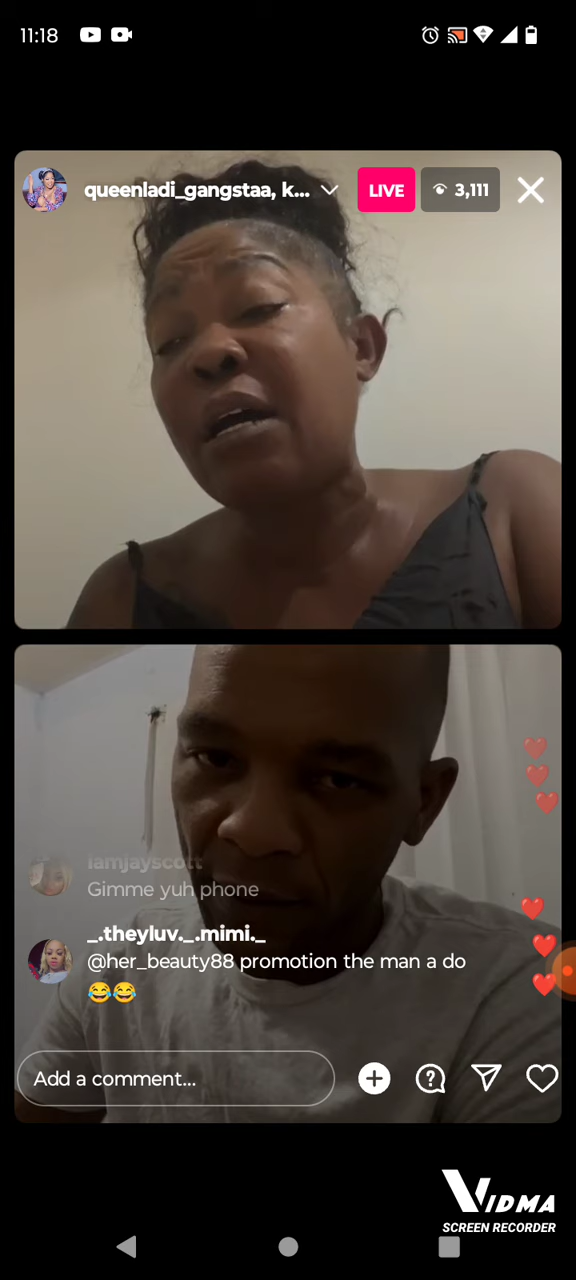 11:18
queenladi_gangstaa, k...
LIVE
3,111
iamjayscott
Gimme yuh phone
_.theyluv._.mimi._
@her_beauty88 promotion the man a do
😂😂
Add a comment...
VIDMA
SCREEN RECORDER